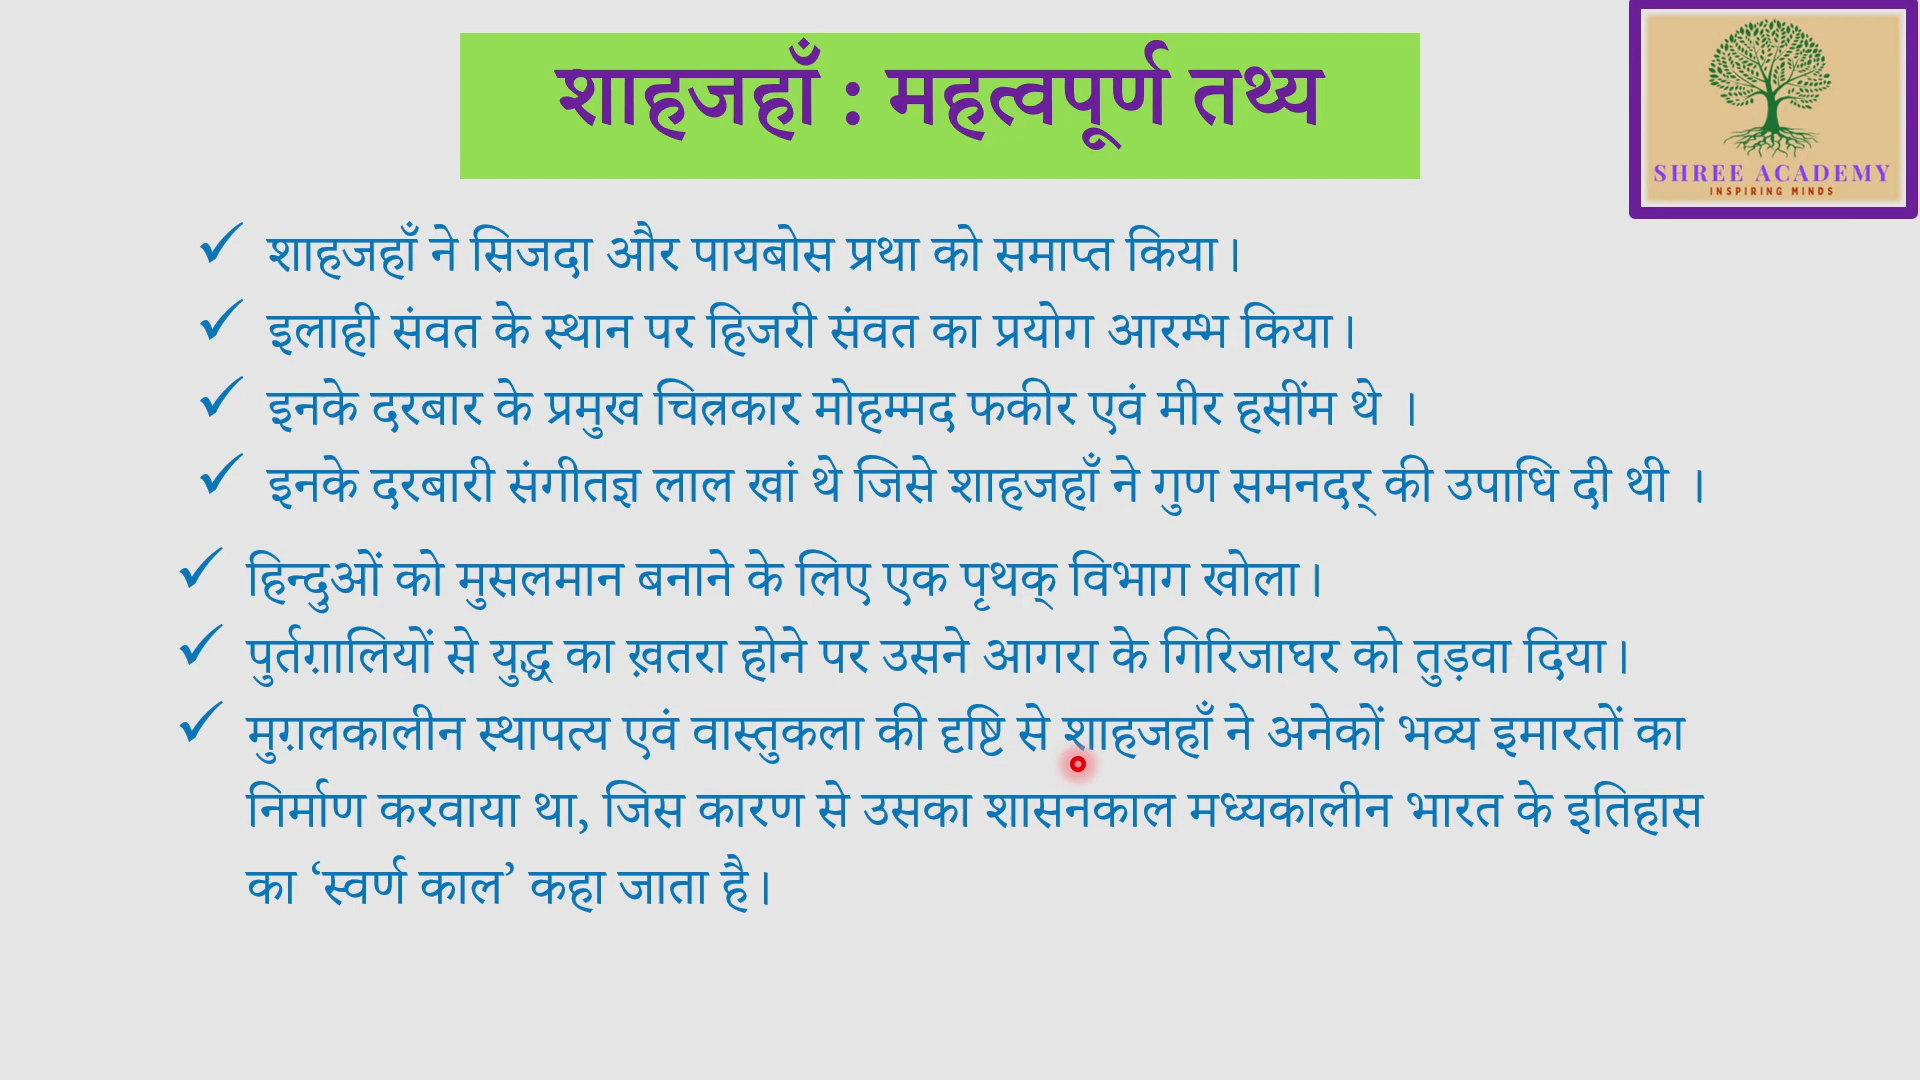 शाहजहाँ : महत्वपूर्ण तथ्य
SHREE ACADEMY
INSPIRING MINDS
शाहजहाँ ने सिजदा और पायबोस प्रथा को समाप्त किया।
इलाही संवत के स्थान पर हिजरी संवत का प्रयोग आरम्भ किया।
इनके दरबार के प्रमुख चित्रकार मोहम्मद फकीर एवं मीर हसींम थे ।
इनके दरबारी संगीतज्ञ लाल खां थे जिसे शाहजहाँ ने गुण समनदर् की उपाधि दी थी ।
हिन्दुओं को मुसलमान बनाने के लिए एक पृथक् विभाग खोला।
पुर्तग़ालियों से युद्ध का ख़तरा होने पर उसने आगरा के गिरिजाघर को तुड़वा दिया।
मुग़लकालीन स्थापत्य एवं वास्तुकला की दृष्टि से शाहजहाँ ने अनेकों भव्य इमारतों का
निर्माण करवाया था, जिस कारण से उसका शासनकाल मध्यकालीन भारत के इतिहास
का ‘स्वर्ण काल’ कहा जाता है।